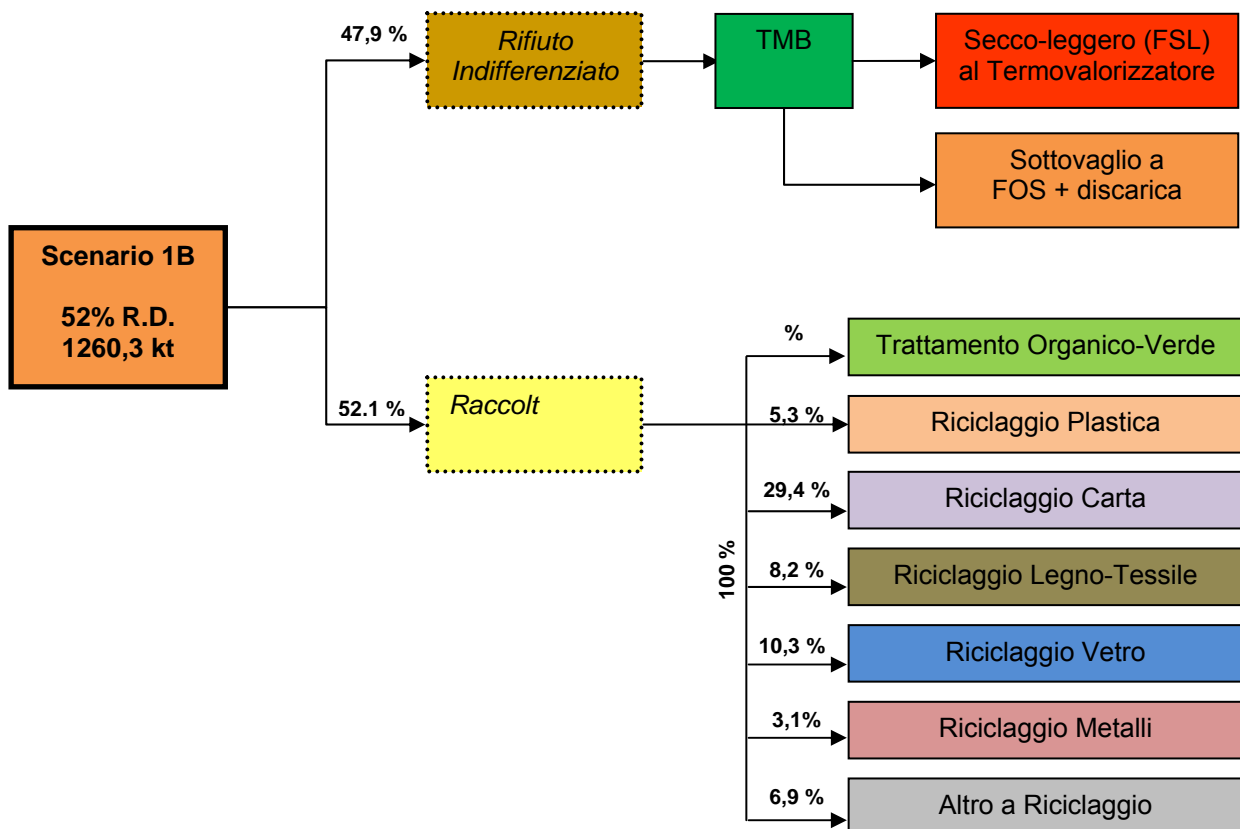 47,9 %
Rifiuto
Indifferenziato
TMB
Secco-leggero (FSL)
al Termovalorizzatore
Sottovaglio a
FOS + discarica
Scenario 1B
52% R.D.
1260,3 kt
52.1 %
Raccolt
100 %
%
Trattamento Organico-Verde
5,3 %
Riciclaggio Plastica
29,4 %
Riciclaggio Carta
8,2 %
Riciclaggio Legno-Tessile
10,3 %
Riciclaggio Vetro
3,1%
Riciclaggio Metalli
6,9 %
Altro a Riciclaggio